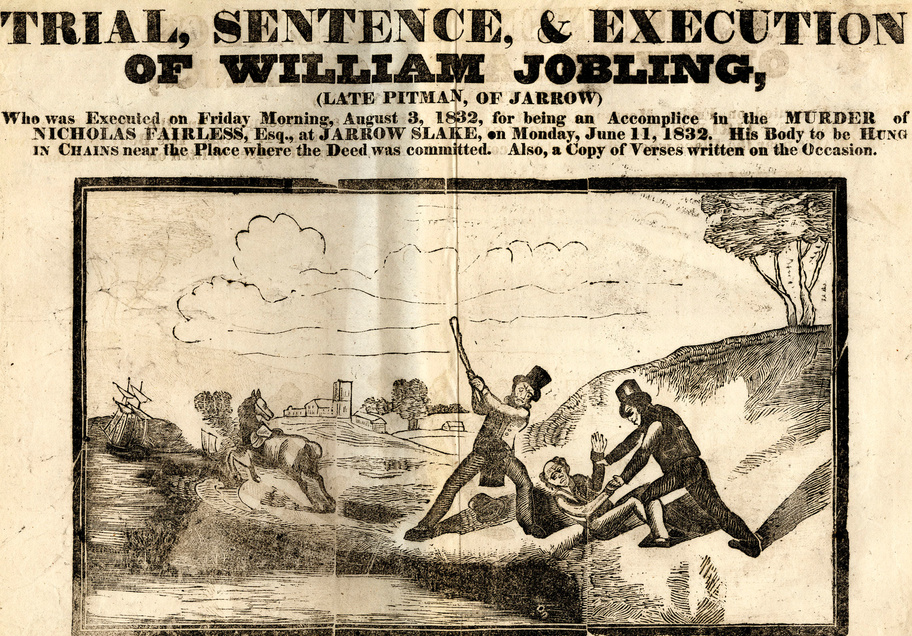 TRIAL, SENTENCE, & EXECUTION
OF WILLIAM JOBLING,
(LATE PITMAN, OF JARROW)
Who was Executed on Friday Morning, August 3, 1832, for being an Accomplice in the MURDER of
NICHOLAS FAIRLESS, Esq., at JARROW SLAKE, on Monday, June 11, 1832. His Body to be HUNG
IN CHAINS near the Place where the Deed was committed. Also, a Copy of Verses written on the Occasion.